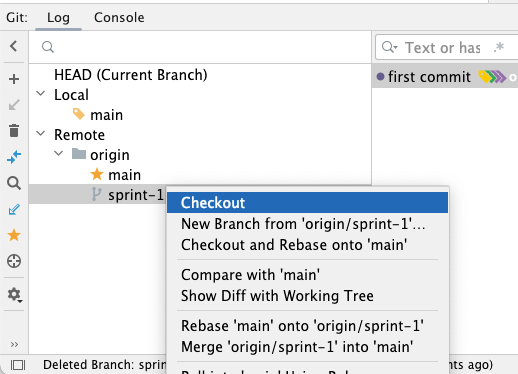 Git: Log Console
Text or has .*
HEAD (Current Branch)
first commit
Local
main
Remote
origin
main
sprint-1
Checkout
New Branch from 'origin/sprint-1'...
Checkout and Rebase onto 'main'
Compare with 'main'
Show Diff with Working Tree
Rebase 'main' onto 'origin/sprint-1'
Merge 'origin/sprint-1' into 'main'
Deleted Branch: sprin
nts ago)